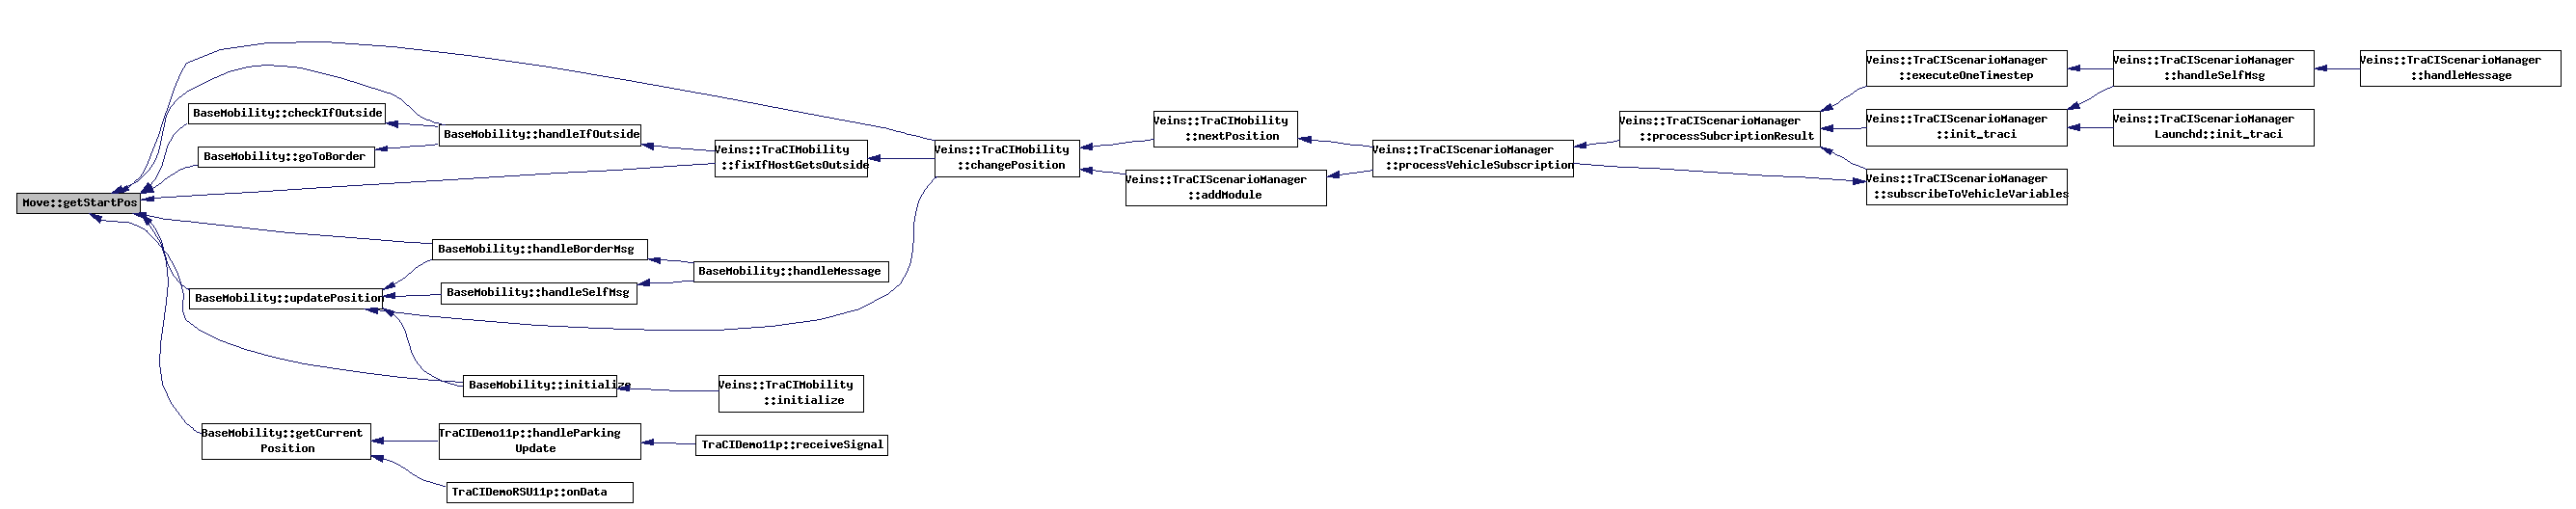 Move::getStartPos
BaseMobility::checkIfOutside
BaseMobility::goToBorder
BaseMobility::updatePosition
BaseMobility::getCurrent
Position
BaseMobility::handleIfOutside
BaseMobility::handleBorderMsg
BaseMobility::handleSelfMsg
BaseMobility::initialize
TraCIDemo11p::handleParking
Update
TraCIDemoRSU11p::onData
Veins::TraCIMobility
::fixIfHostGetsOutside
BaseMobility::handleMessage
Veins::TraCIMobility
::initialize
TraCIDemo11p::receiveSignal
Veins::TraCIMobility
::changePosition
Veins::TraCIMobility
::nextPosition
Veins::TraCIScenarioManager
::addModule
Veins::TraCIScenarioManager
::processVehicleSubscription
Veins::TraCIScenarioManager
::processSubcriptionResult
Veins::TraCIScenarioManager
::executeOneTimestep
Veins::TraCIScenarioManager
::init_traci
Veins::TraCIScenarioManager
::subscribeToVehicleVariables
Veins::TraCIScenarioManager
::handleSelfMsg
Veins::TraCIScenarioManager
Launchd::init_traci
Veins::TraCIScenarioManager
::handleMessage